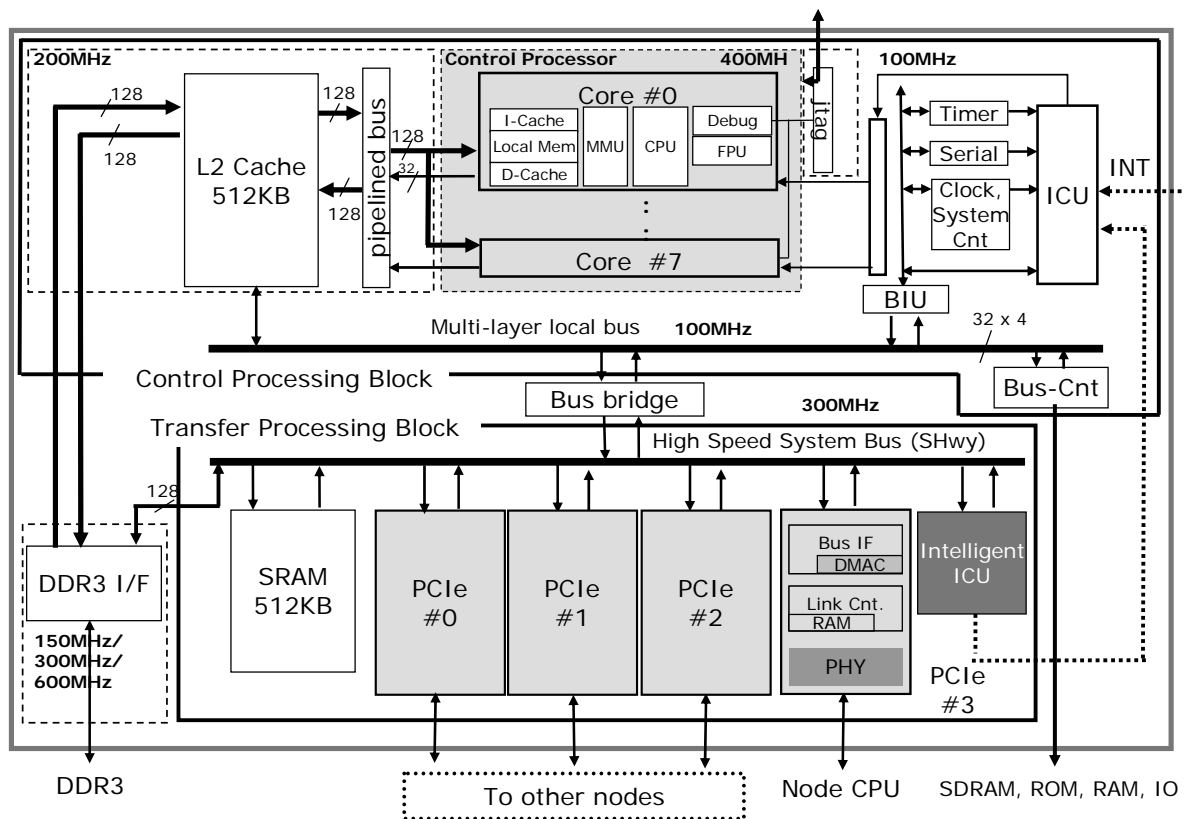 200MHz
Control Processor
400MH
100MHz
128
128
L2 Cache
512KB
128
128
pipelined bus
128
32
Core #0
I-Cache
Local Mem
D-Cache
MMU
CPU
Debug
FPU
⋮
Core #7
jtag
Timer
Serial
Clock,
System
Cnt
ICU
INT
BIU
Multi-layer local bus
100MHz
32 x 4
Control Processing Block
Bus bridge
Bus-Cnt
300MHz
Transfer Processing Block
High Speed System Bus (SHwy)
128
DDR3 I/F
150MHz/
300MHz/
600MHz
SRAM
512KB
PCIe
#0
PCIe
#1
PCIe
#2
Bus IF
DMAC
Link Cnt.
RAM
PHY
Intelligent
ICU
PCIe
#3
DDR3
To other nodes
Node CPU
SDRAM, ROM, RAM, IO